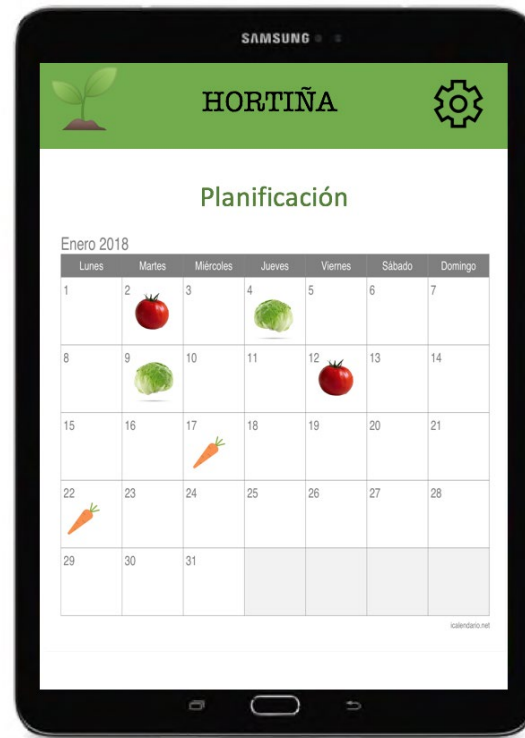 SAMSUNG
HORTIÑA
Planificación
Enero 2018
Lunes Martes Miércoles Jueves Viernes Sábado Domingo
1 2 3 4 5 6 7
8 9 10 11 12 13 14
15 16 17 18 19 20 21
22 23 24 25 26 27 28
29 30 31
icalendario.net